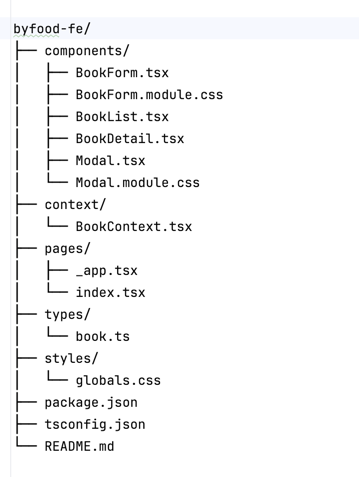 byfood-fe/
├── components/
│   ├── BookForm.tsx
│   ├── BookForm.module.css
│   ├── BookList.tsx
│   ├── BookDetail.tsx
│   ├── Modal.tsx
│   └── Modal.module.css
├── context/
│   └── BookContext.tsx
├── pages/
│   ├── _app.tsx
│   └── index.tsx
├── types/
│   └── book.ts
├── styles/
│   └── globals.css
├── package.json
├── tsconfig.json
└── README.md